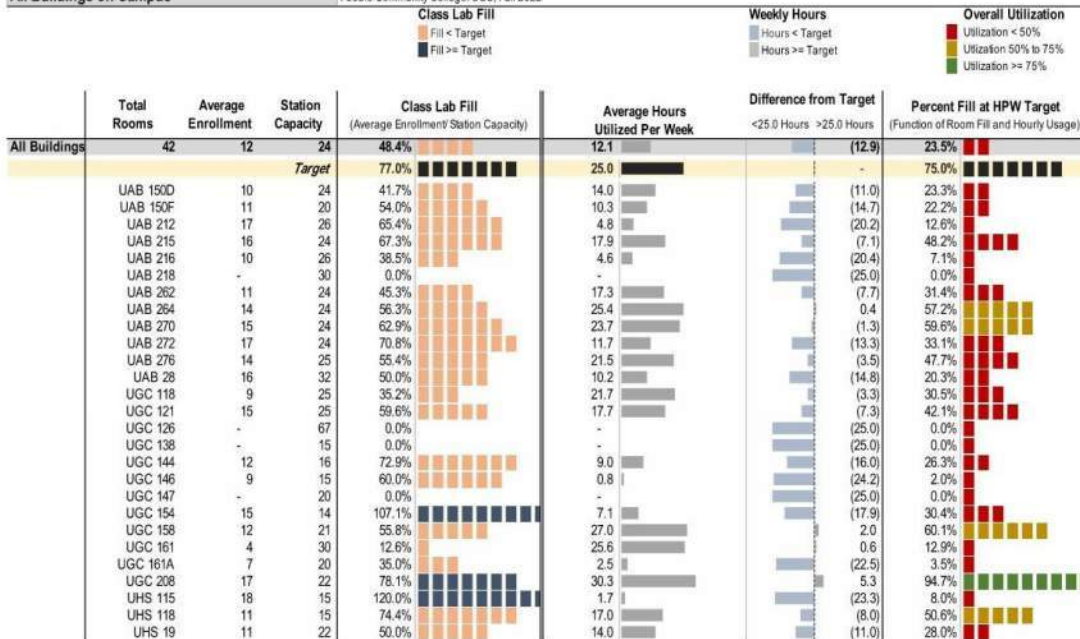 All Buildings on Campus
Class Lab Fill Weekly Hours Overall Utilization
Fill < Target Hours < Target Utilization < 50%
Fill >= Target Hours >= Target Utilization 50% to 75%
Utilization >= 75%
Total Average Station Class Lab Fill Average Hours Difference from Target Percent Fill at HPW Target
Rooms Enrollment Capacity (Average Enrollment/ Station Capacity) Utilized Per Week <25.0 Hours >25.0 Hours (Function of Room Fill and Hourly Usage)
All Buildings 42 12 24 48.4% 12.1 (12.9) 23.5%
Target 77.0% 25.0 - 75.0%
UAB 150D 10 24 41.7% 14.0 (11.0) 23.3%
UAB 150F 11 20 54.0% 10.3 (14.7) 22.2%
UAB 212 17 26 65.4% 4.8 (20.2) 12.6%
UAB 215 16 24 67.3% 17.9 (7.1) 48.2%
UAB 216 10 26 38.5% 4.6 (20.4) 7.1%
UAB 218 - 30 0.0% - (25.0) 0.0%
UAB 262 11 24 45.3% 17.3 (7.7) 31.4%
UAB 264 14 24 56.3% 25.4 0.4 57.2%
UAB 270 15 24 62.9% 23.7 (1.3) 59.6%
UAB 272 17 24 70.8% 11.7 (13.3) 33.1%
UAB 276 14 25 55.4% 21.5 (3.5) 47.7%
UAB 28 16 32 50.0% 10.2 (14.8) 20.3%
UGC 118 9 25 35.2% 21.7 (3.3) 30.5%
UGC 121 15 25 59.6% 17.7 (7.3) 42.1%
UGC 126 - 67 0.0% - (25.0) 0.0%
UGC 138 - 15 0.0% - (25.0) 0.0%
UGC 144 12 16 72.9% 9.0 (16.0) 26.3%
UGC 146 9 15 60.0% 0.8 (24.2) 2.0%
UGC 147 - 20 0.0% - (25.0) 0.0%
UGC 154 15 14 107.1% 7.1 (17.9) 30.4%
UGC 158 12 21 55.8% 27.0 2.0 60.1%
UGC 161 4 30 12.6% 25.6 0.6 12.9%
UGC 161A 7 20 35.0% 2.5 (22.5) 3.5%
UGC 208 17 22 78.1% 30.3 5.3 94.7%
UHS 115 18 15 120.0% 1.7 (23.3) 8.0%
UHS 118 11 15 74.4% 17.0 (8.0) 50.6%
UHS 19 11 22 50.0% 14.0 (11.0) 28.0%